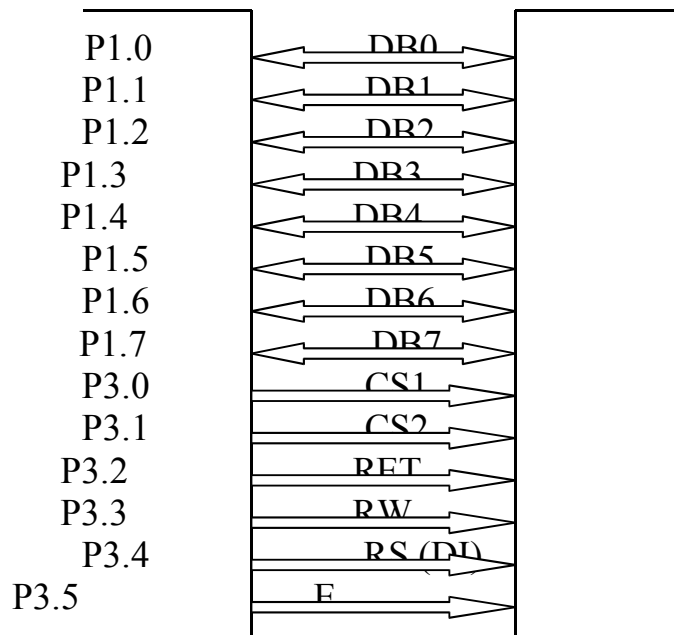 P1.0 DB0
P1.1 DB1
P1.2 DB2
P1.3 DB3
P1.4 DB4
P1.5 DB5
P1.6 DB6
P1.7 DB7
P3.0 CS1
P3.1 CS2
P3.2 RET
P3.3 RW
P3.4 RS (DI)
P3.5 E